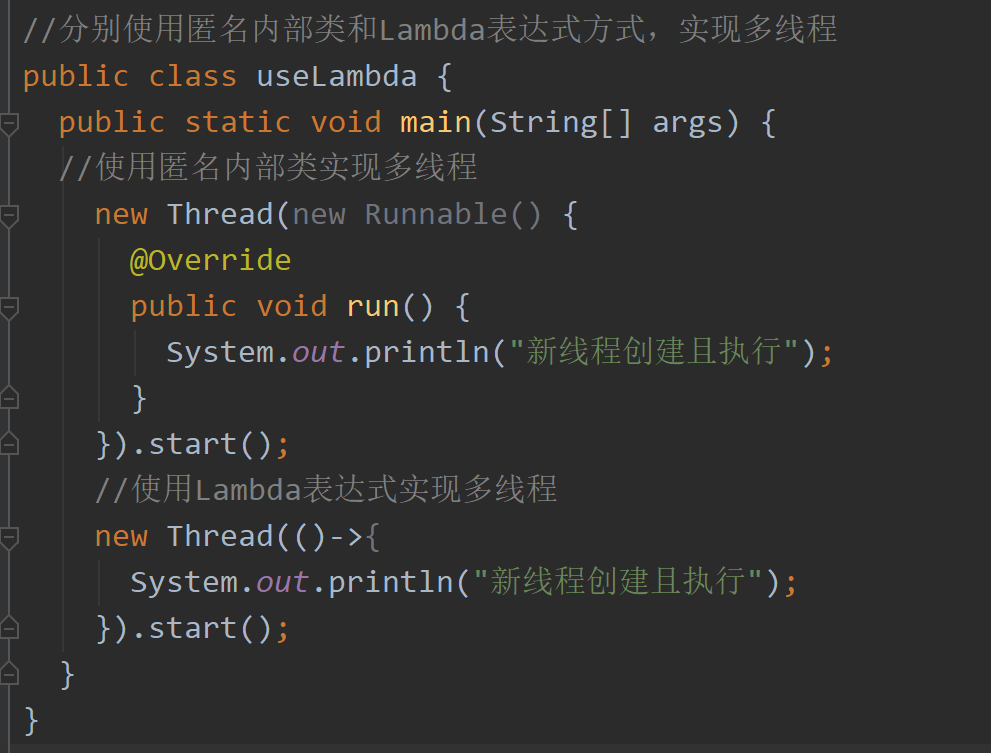 //分别使用匿名内部类和Lambda表达式方式，实现多线程
public class useLambda {
  public static void main(String[] args) {
  //使用匿名内部类实现多线程
    new Thread(new Runnable() {
      @Override
      public void run() {
        System.out.println("新线程创建且执行");
      }
    }).start();
    //使用Lambda表达式实现多线程
    new Thread(()->{
      System.out.println("新线程创建且执行");
    }).start();
  }
}